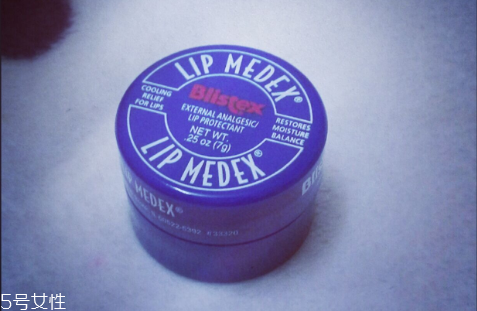 LIP MEDEX®
Blistex
COOLING
RELIEF
FOR LIPS
EXTERNAL ANALGESIC/
LIP PROTECTANT
RESTORES
MOISTURE
BALANCE
NET WT.
.25 oz (7g)
LIP MEDEX®
MEDEX®
5号女性